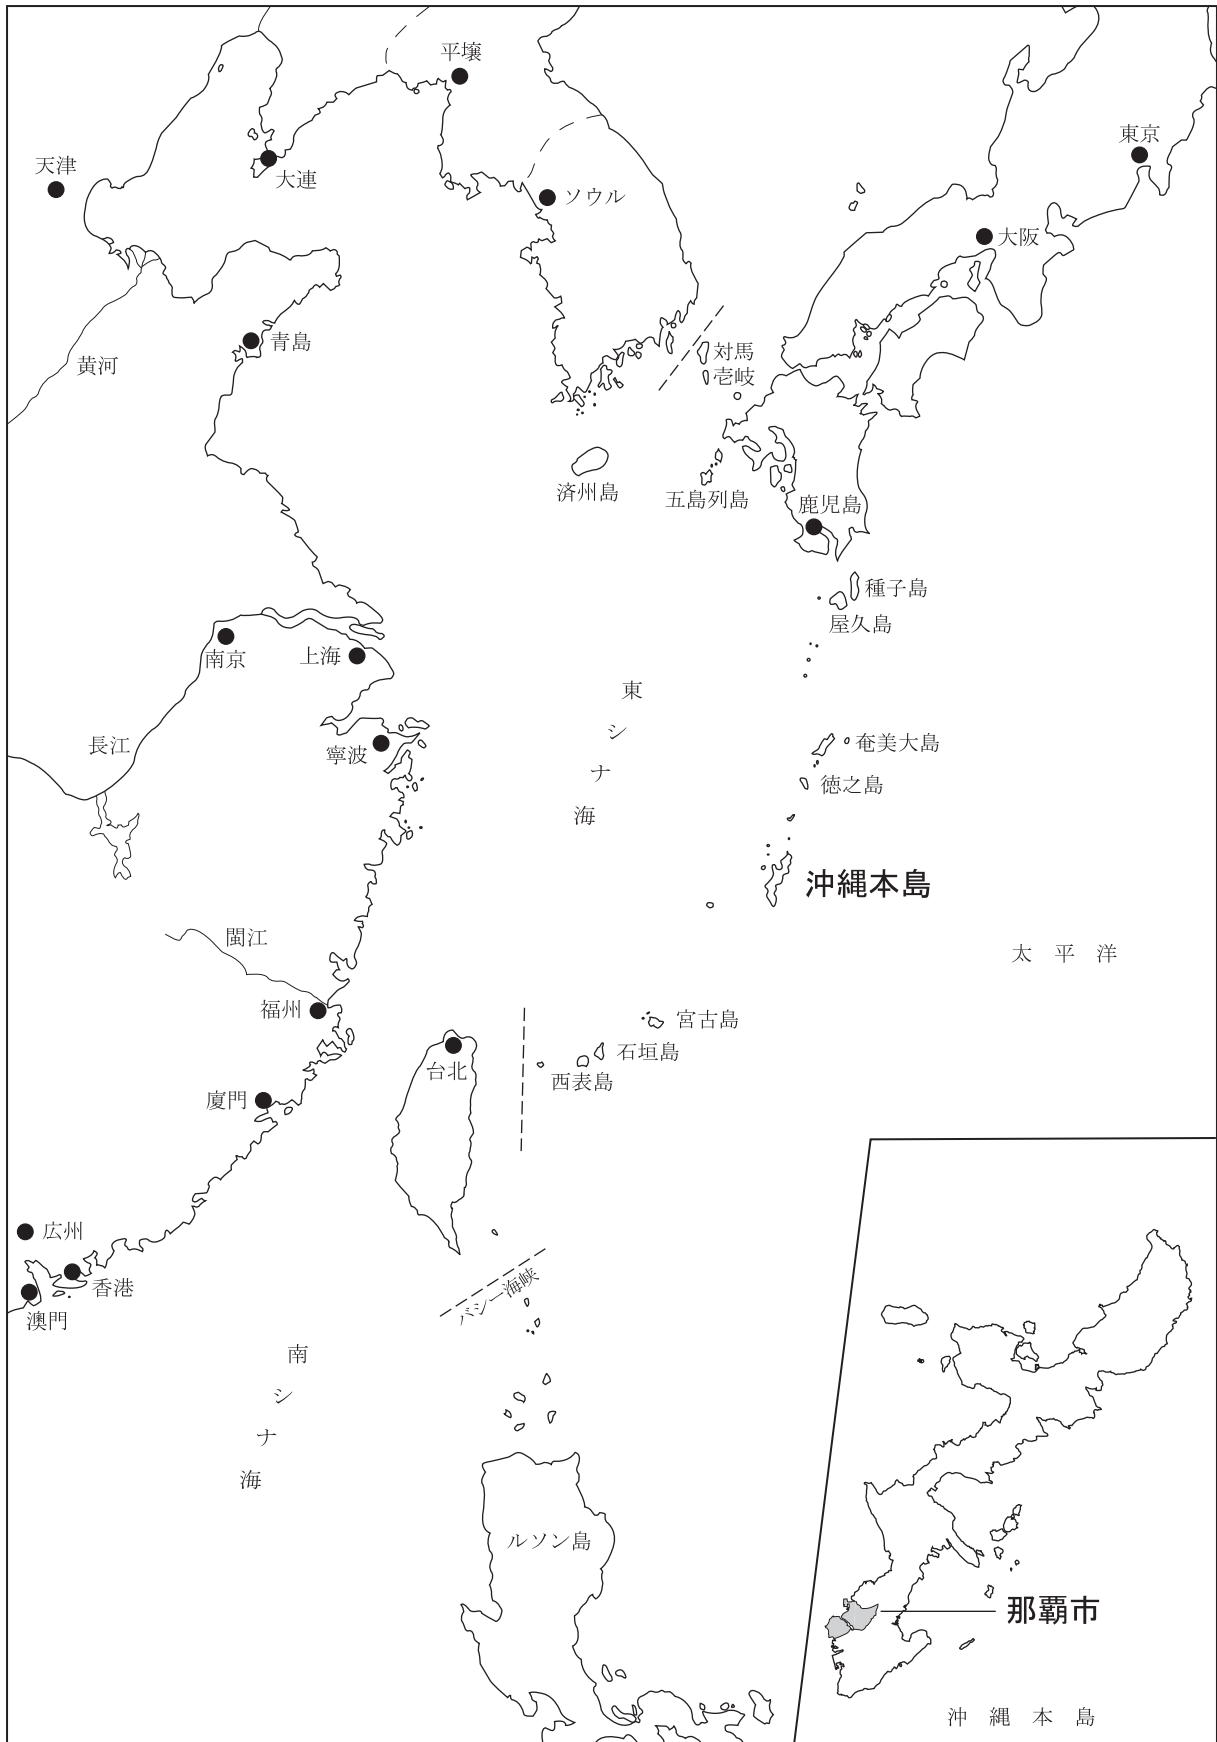 平壌
東京
天津
大連
ソウル
大阪
青島
対馬
黄河
壱岐
済州島
五島列島
鹿児島
種子島
屋久島
南京
上海
東シナ海
長江
寧波
奄美大島
徳之島
沖縄本島
閩江
太平洋
福州
宮古島
石垣島
台北
西表島
廈門
広州
香港
バシー海峡
澳門
南シナ海
ルソン島
那覇市
沖縄本島